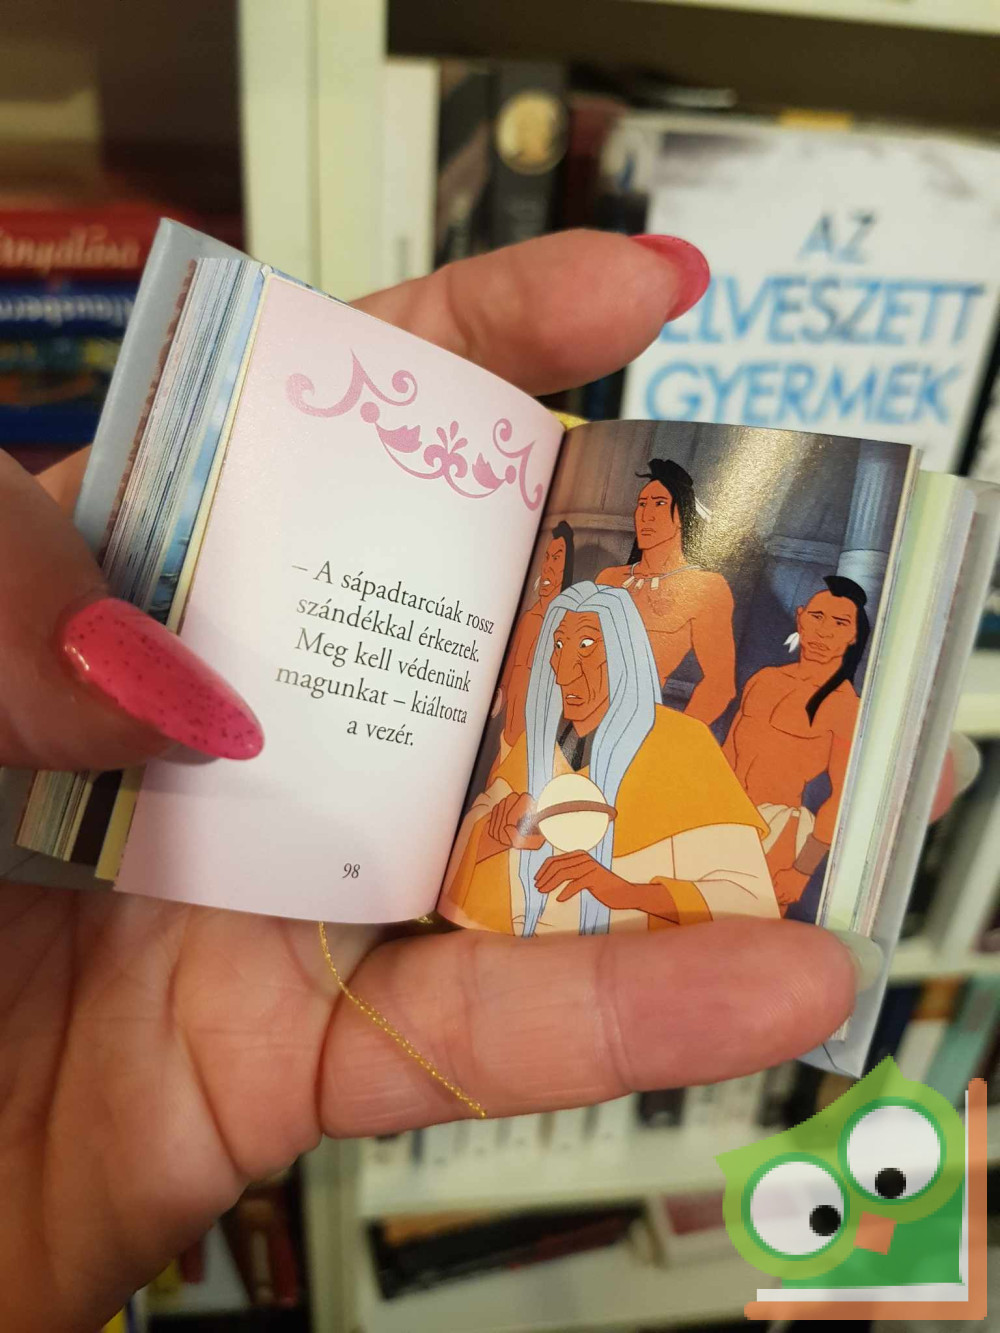 – A sápadtarcúak rossz
szándékkal érkeztek.
Meg kell védenünk
magunkat – kiáltotta
a vezér.
98
AZ
ELVESZETT
GYERMEK